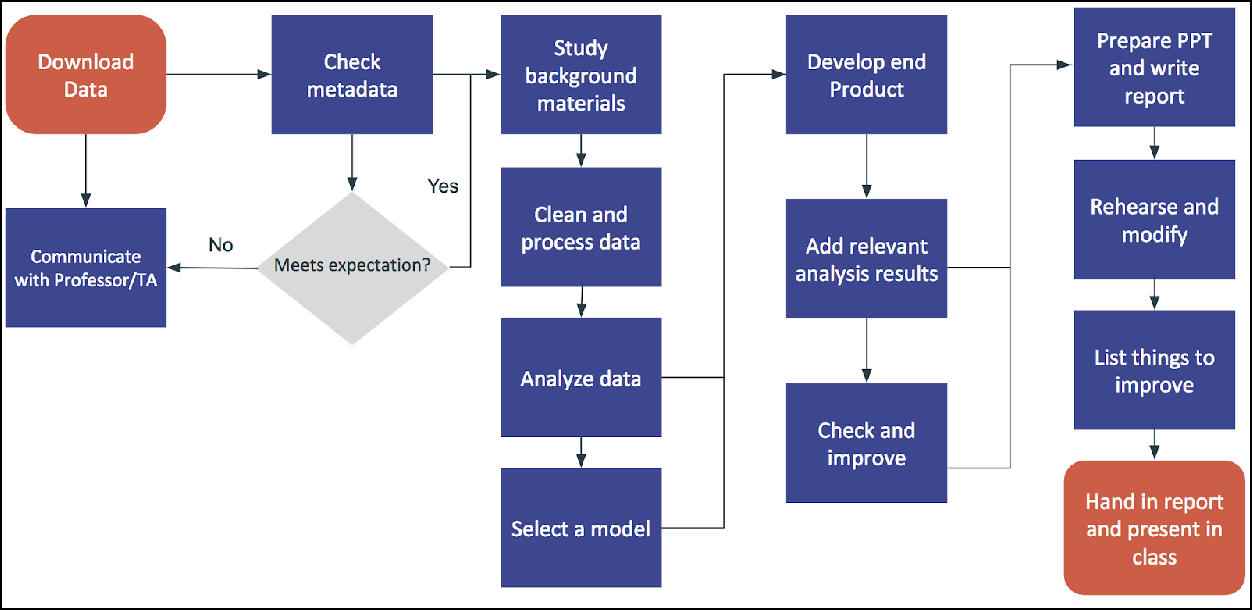 Download
Data
Communicate
with Professor/TA
Check
metadata
Meets expectation?
No
Yes
Study
background
materials
Clean and
process data
Analyze data
Select a model
Develop end
Product
Add relevant
analysis results
Check and
improve
Prepare PPT
and write
report
Rehearse and
modify
List things to
improve
Hand in report
and present in
class